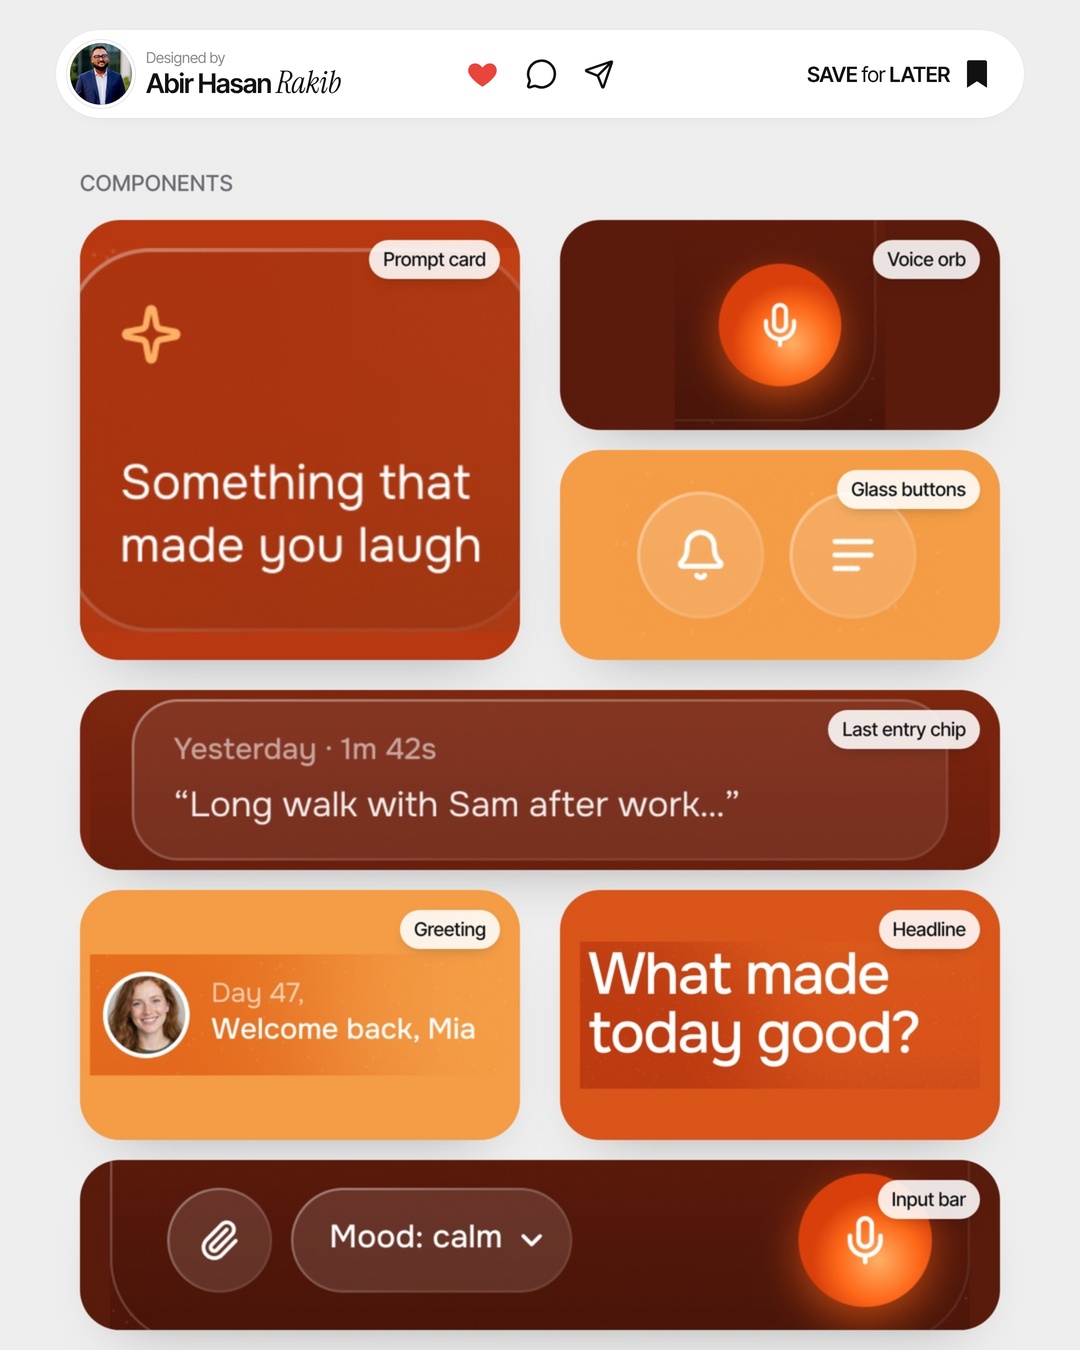 Designed by
Abir Hasan Rakib
SAVE for LATER
COMPONENTS
Prompt card
Something that
made you laugh
Voice orb
Glass buttons
Last entry chip
Yesterday · 1m 42s
“Long walk with Sam after work...”
Greeting
Day 47,
Welcome back, Mia
Headline
What made
today good?
Input bar
Mood: calm